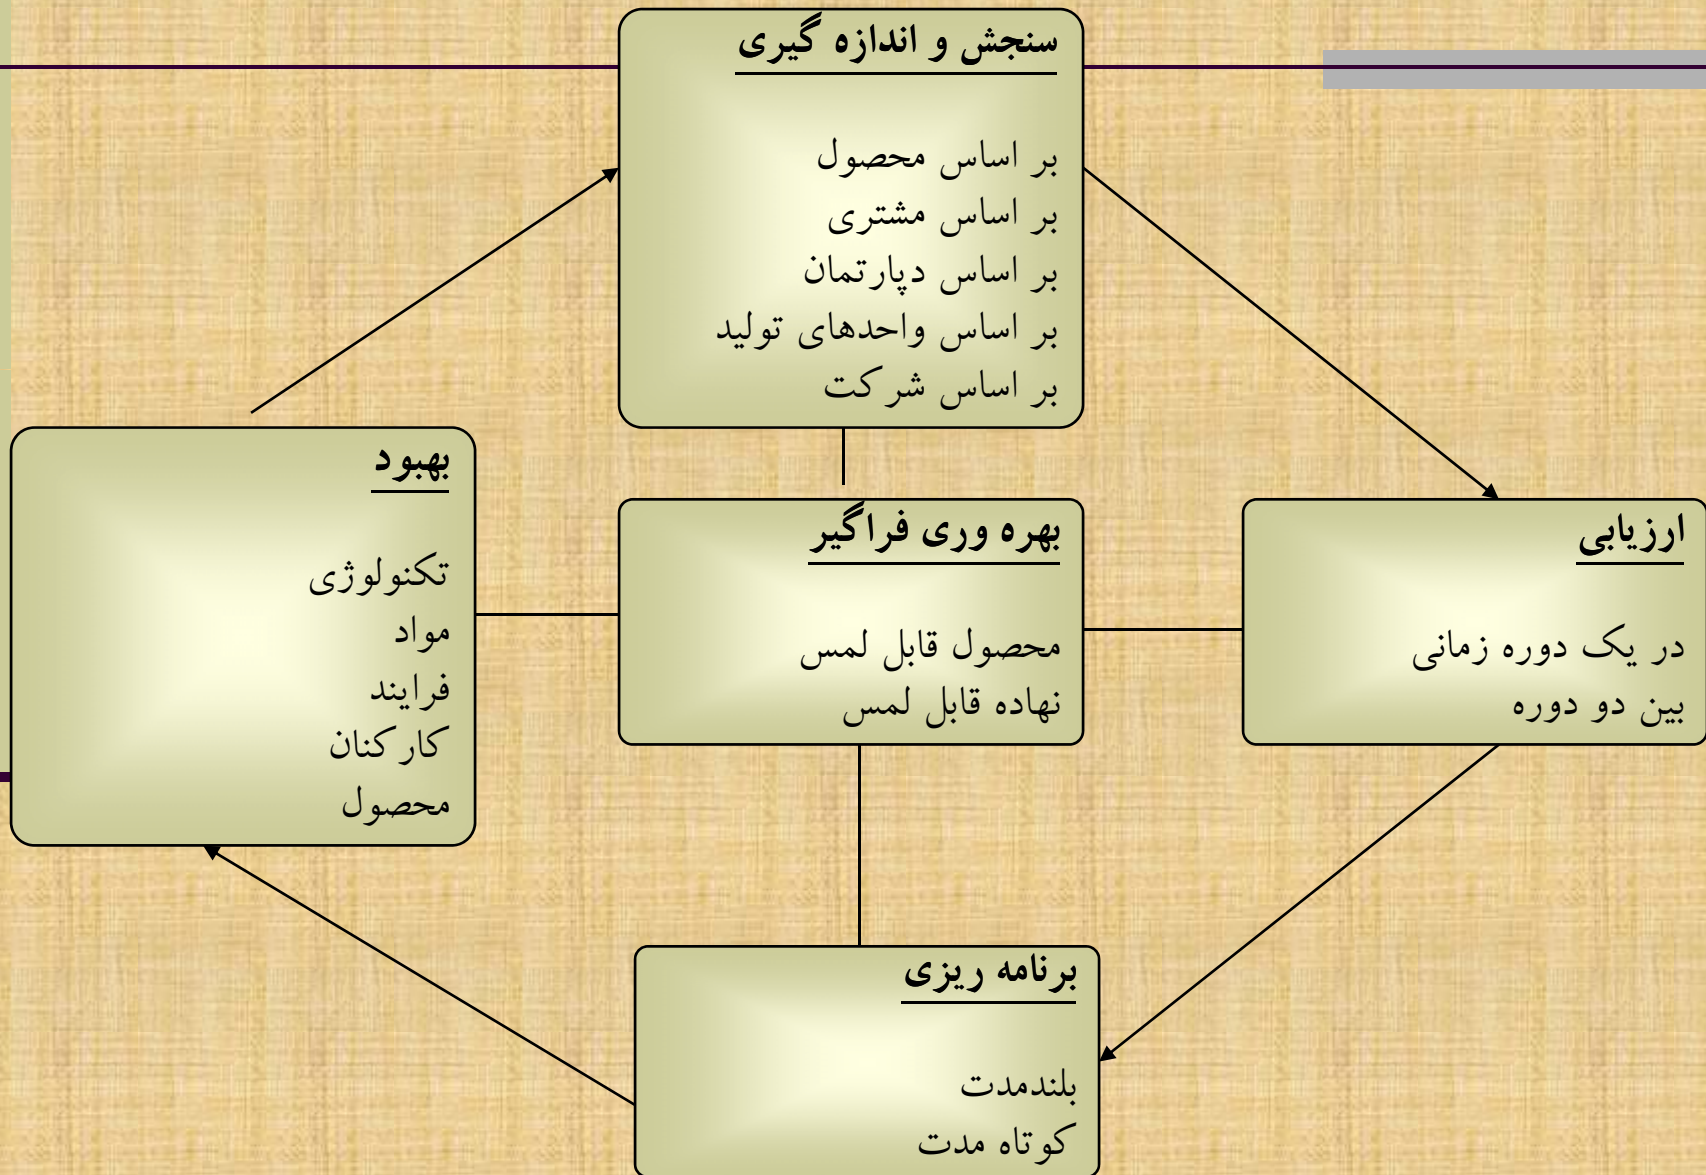 سنجش و اندازه گیری
بر اساس محصول
بر اساس مشتری
بر اساس دپارتمان
بر اساس واحدهای تولید
بر اساس شرکت
ارزیابی
در یک دوره زمانی
بین دو دوره
بهره وری فراگیر
محصول قابل لمس
نهاده قابل لمس
بهبود
تکنولوژی
مواد
فرایند
کارکنان
محصول
برنامه ریزی
بلندمدت
کوتاه مدت